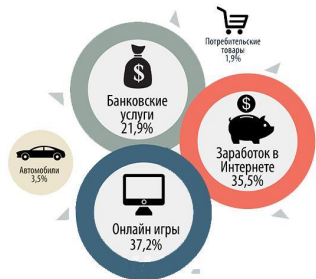 Потребительские
товары
1,9%
$
Банковские
услуги
21,9%
$
Заработок в
Интернете
35,5%
Автомобили
3,5%
Онлайн игры
37,2%